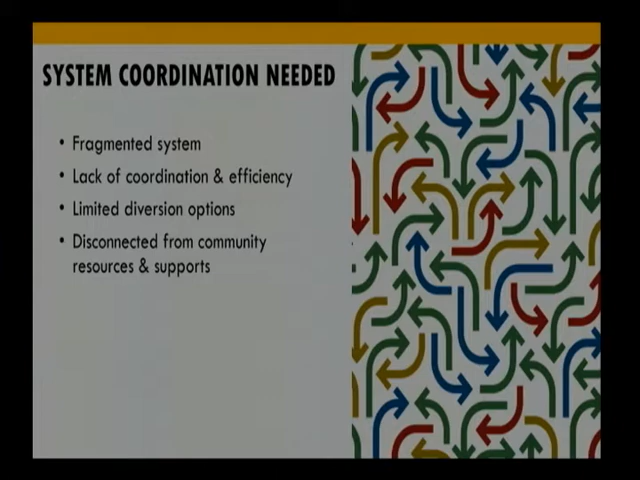 SYSTEM COORDINATION NEEDED
• Fragmented system
• Lack of coordination & efficiency
• Limited diversion options
• Disconnected from community
resources & supports